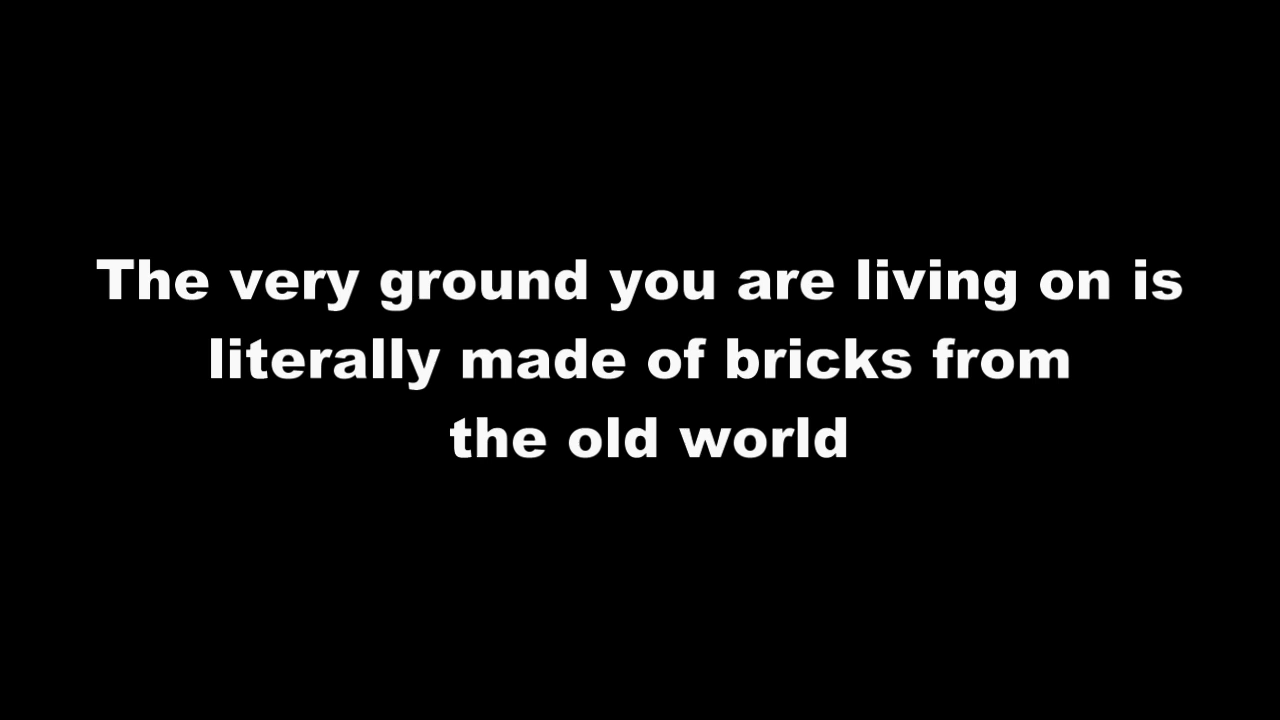 The very ground you are living on is
literally made of bricks from
the old world